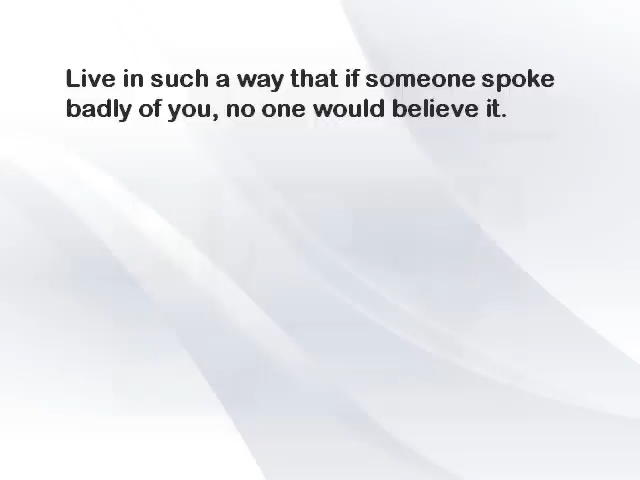 Live in such a way that if someone spoke
badly of you, no one would believe it.